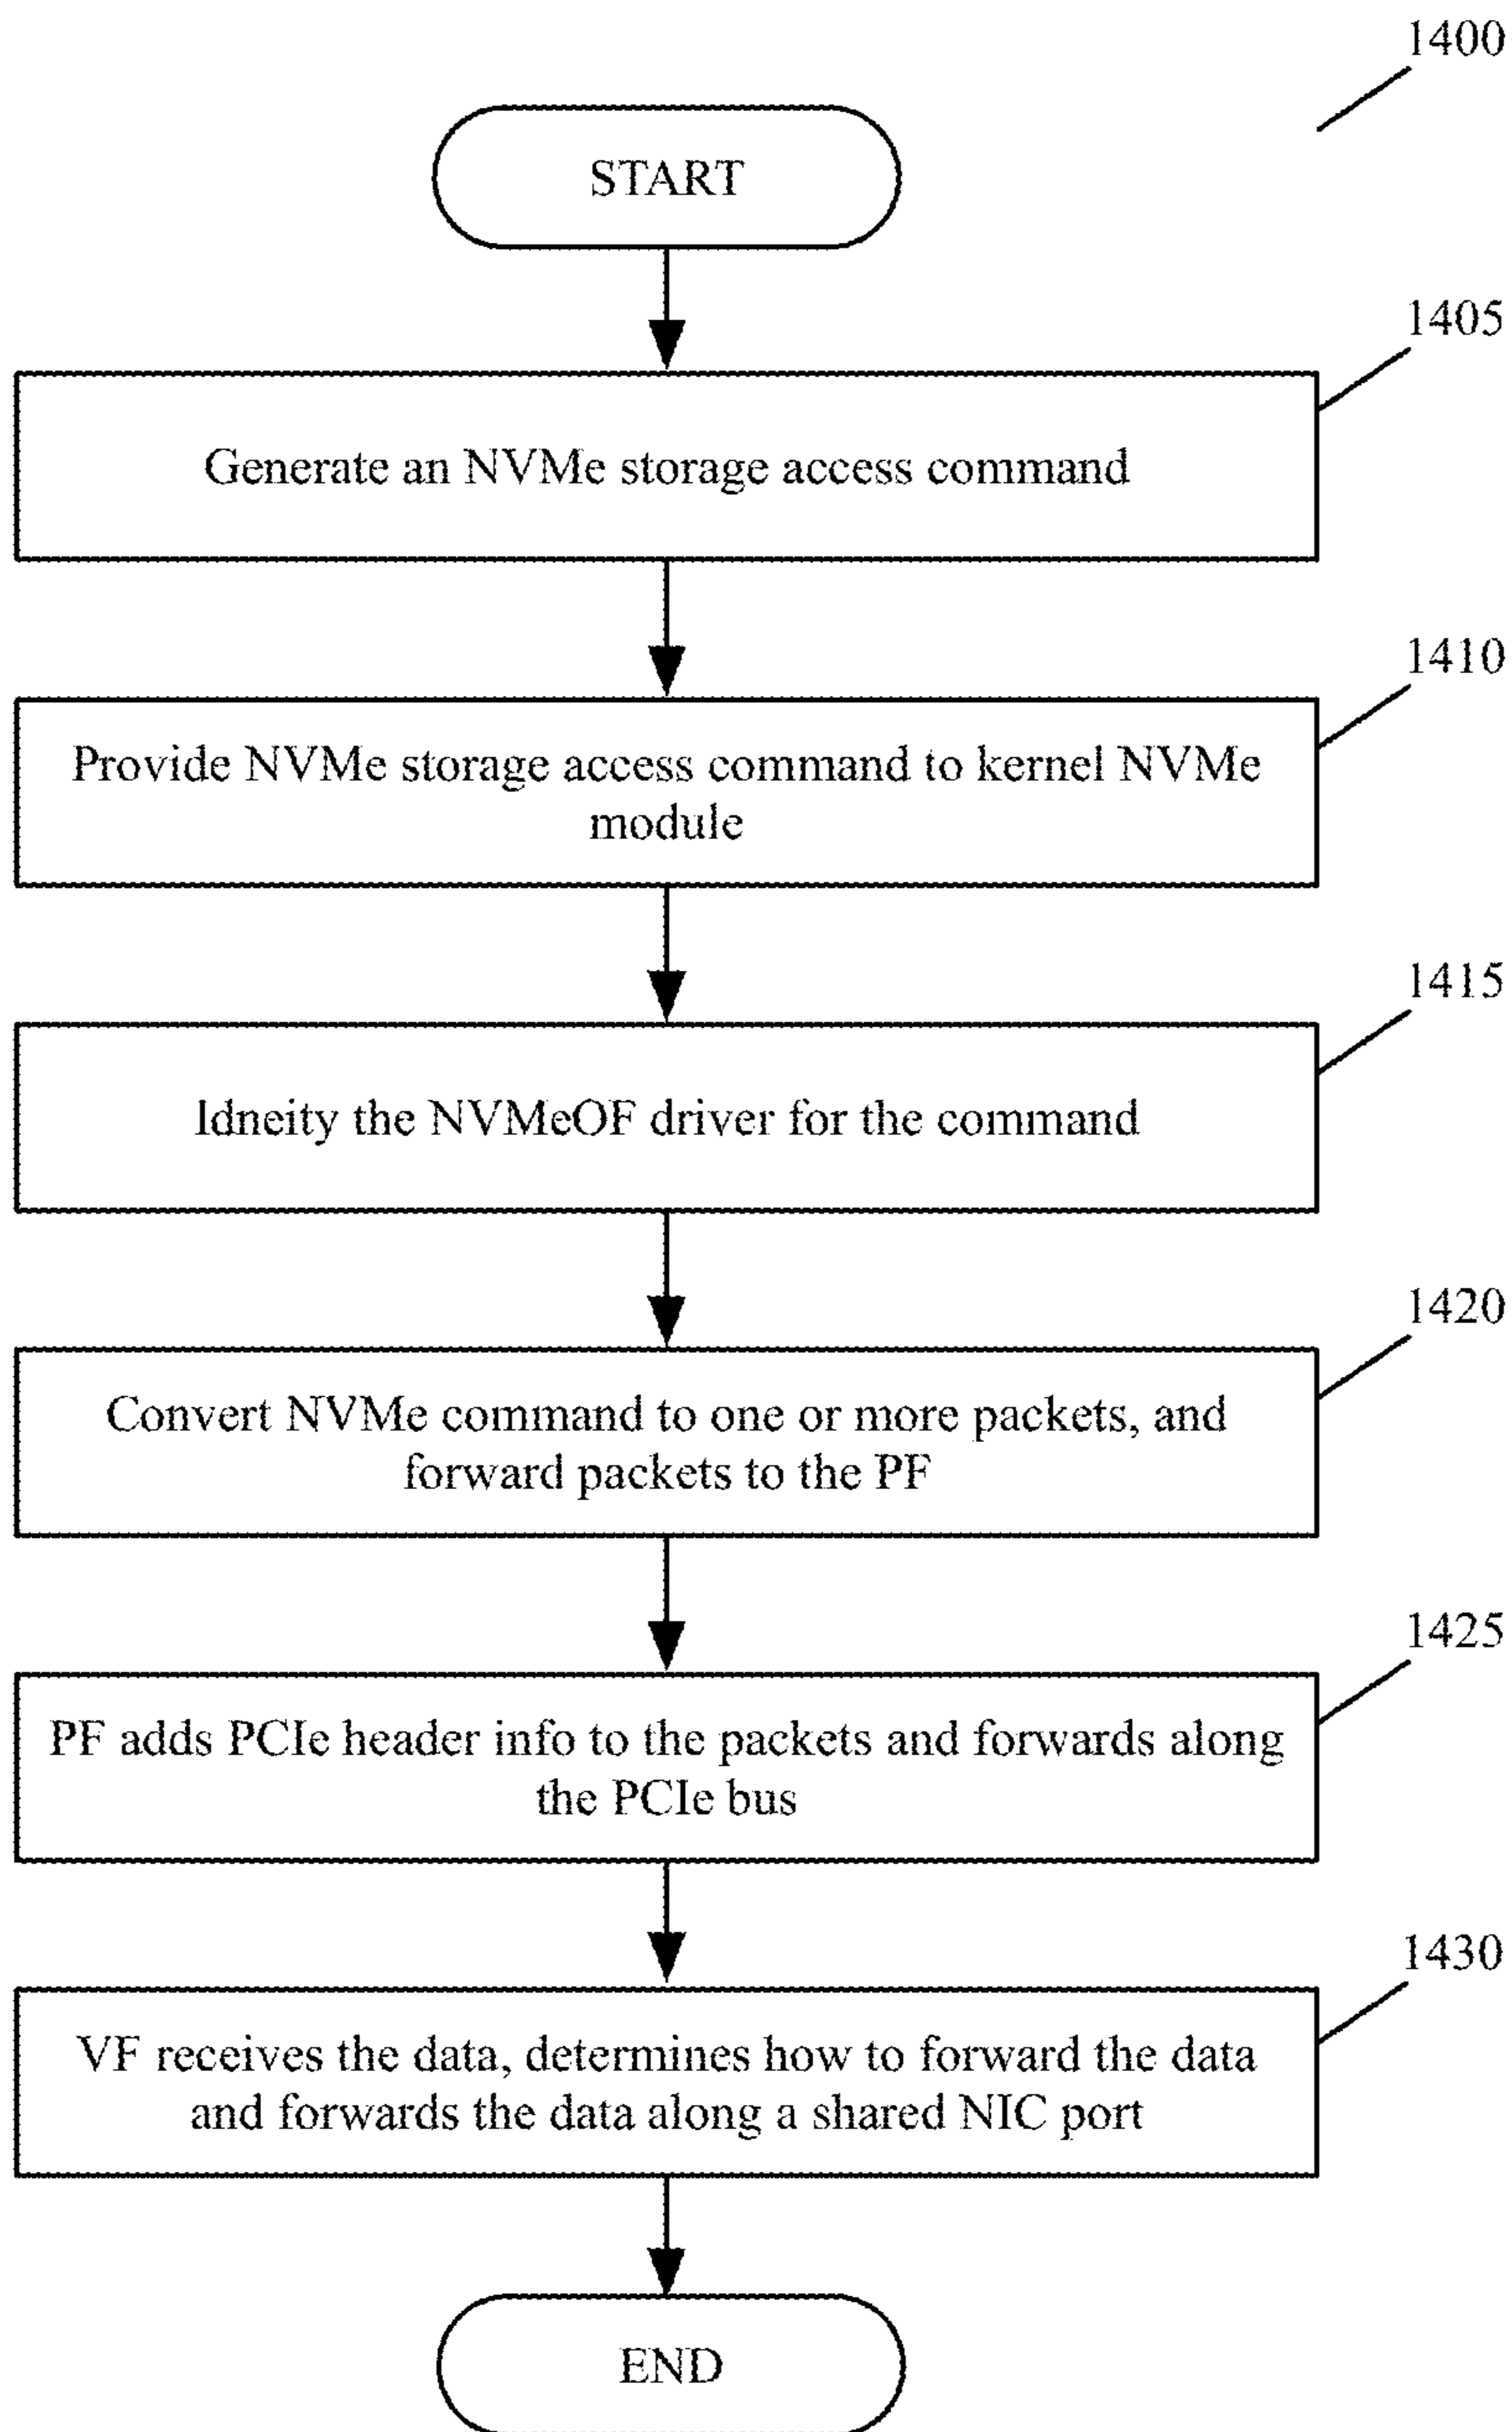 1400
START
1405
Generate an NVMe storage access command
1410
Provide NVMe storage access command to kernel NVMe
module
1415
Idneity the NVMeOF driver for the command
1420
Convert NVMe command to one or more packets, and
forward packets to the PF
1425
PF adds PCIe header info to the packets and forwards along
the PCIe bus
1430
VF receives the data, determines how to forward the data
and forwards the data along a shared NIC port
END